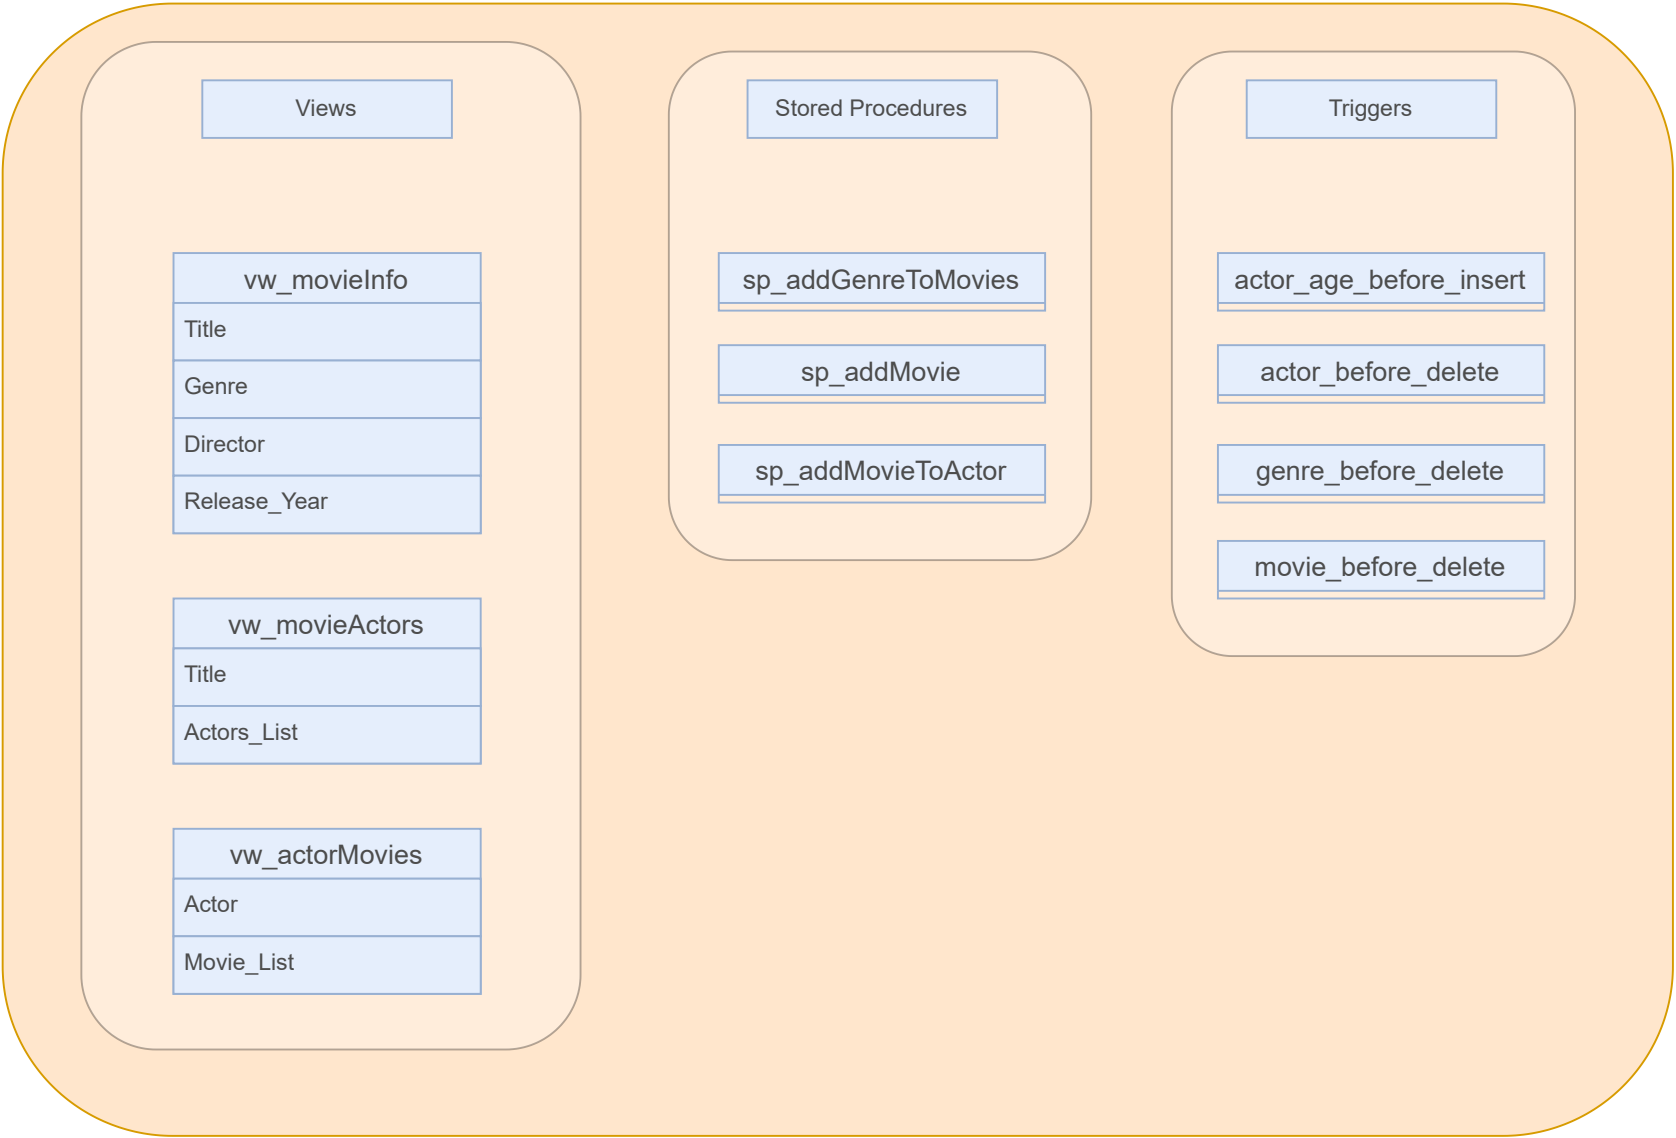 Views
vw_movieInfo
Title
Genre
Director
Release_Year
vw_movieActors
Title
Actors_List
vw_actorMovies
Actor
Movie_List
Stored Procedures
sp_addGenreToMovies
sp_addMovie
sp_addMovieToActor
Triggers
actor_age_before_insert
actor_before_delete
genre_before_delete
movie_before_delete